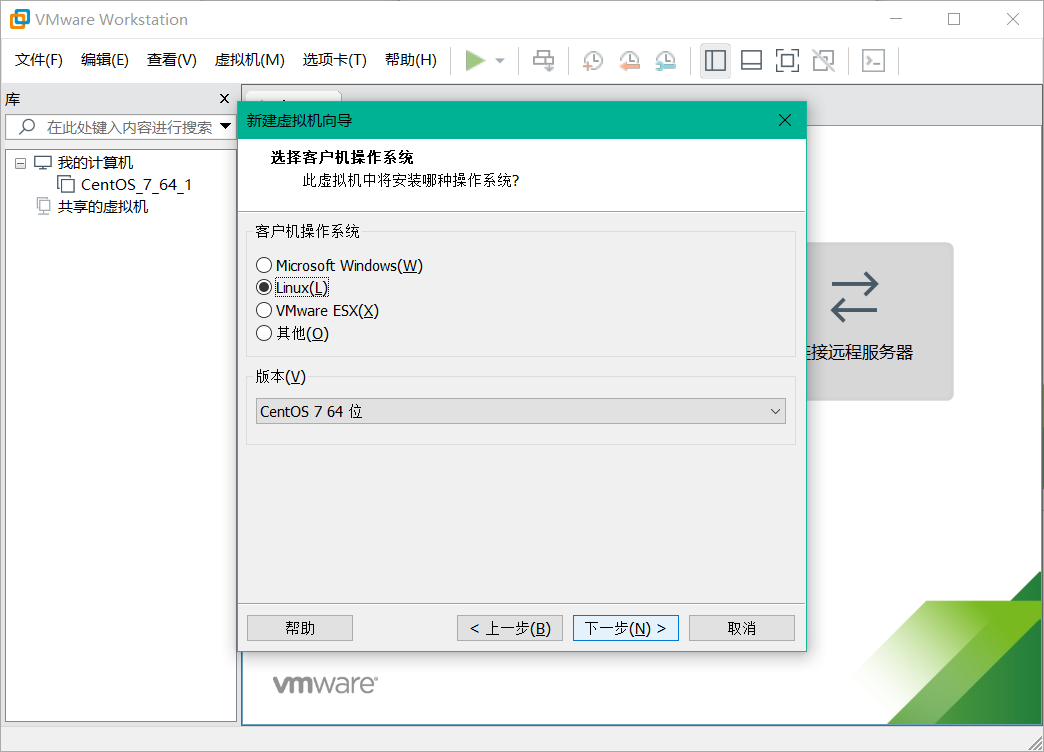 VMware Workstation
文件(F) 编辑(E) 查看(V) 虚拟机(M) 选项卡(T) 帮助(H)
库
在此处键入内容进行搜索
我的计算机
CentOS_7_64_1
共享的虚拟机
新建虚拟机向导
选择客户机操作系统
此虚拟机中将安装哪种操作系统?
客户机操作系统
Microsoft Windows(W)
Linux(L)
VMware ESX(X)
其他(O)
版本(V)
CentOS 7 64 位
接远程服务器
帮助
< 上一步(B)
下一步(N) >
取消
vmware